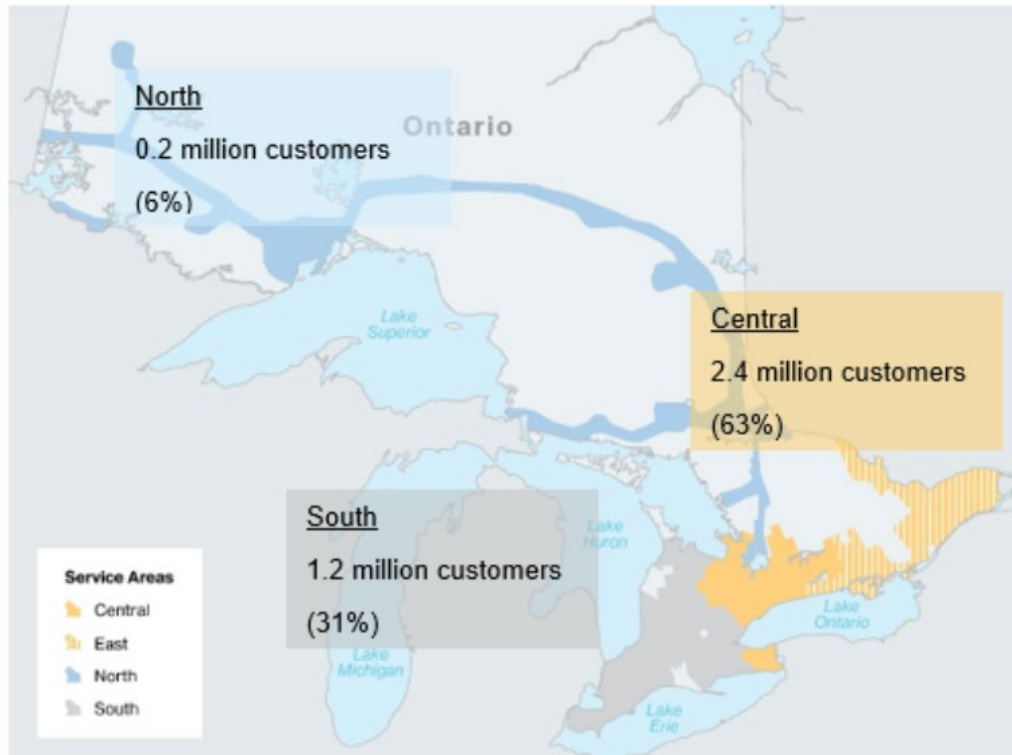 North
0.2 million customers
(6%)
Ontario
Lake
Superior
Central
2.4 million customers
(63%)
South
1.2 million customers
(31%)
Lake
Huron
Lake
Michigan
Lake
Ontario
Lake
Erie
Service Areas
Central
East
North
South